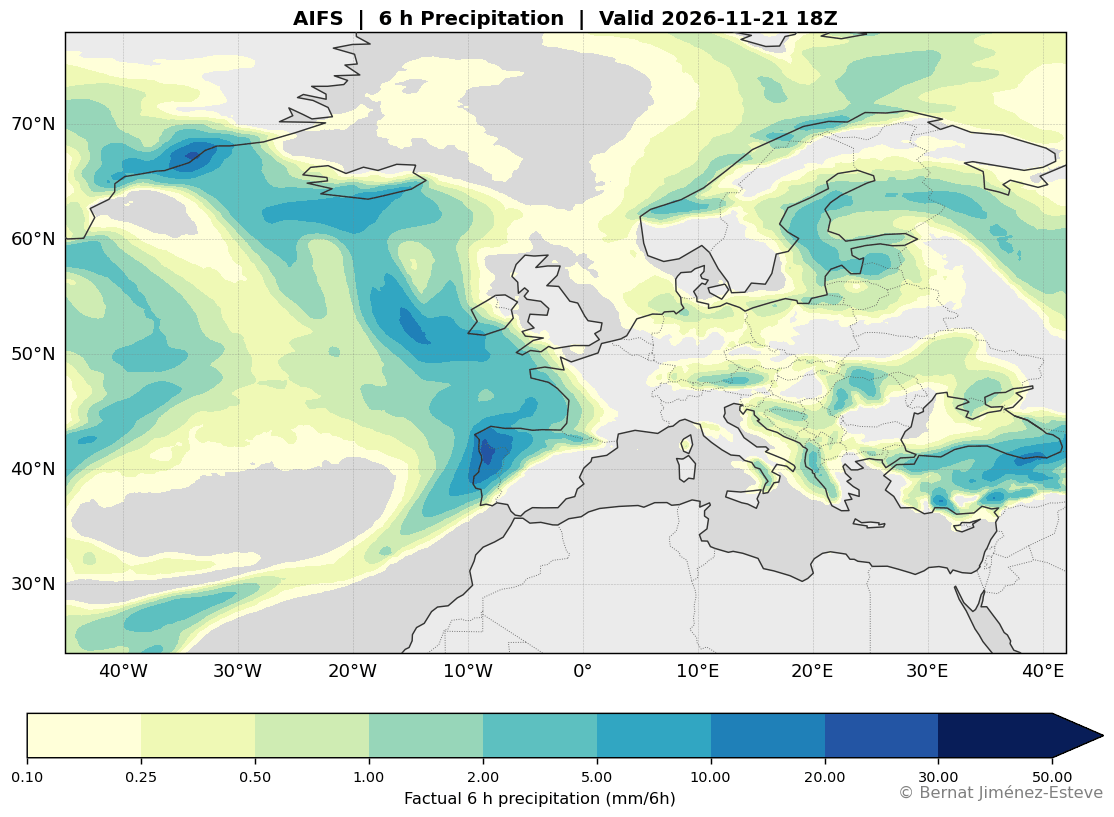 AIFS | 6 h Precipitation | Valid 2026-11-21 18Z
70°N
60°N
50°N
40°N
30°N
40°W 30°W 20°W 10°W 0° 10°E 20°E 30°E 40°E
0.10 0.25 0.50 1.00 2.00 5.00 10.00 20.00 30.00 50.00
Factual 6 h precipitation (mm/6h)
© Bernat Jiménez-Esteve